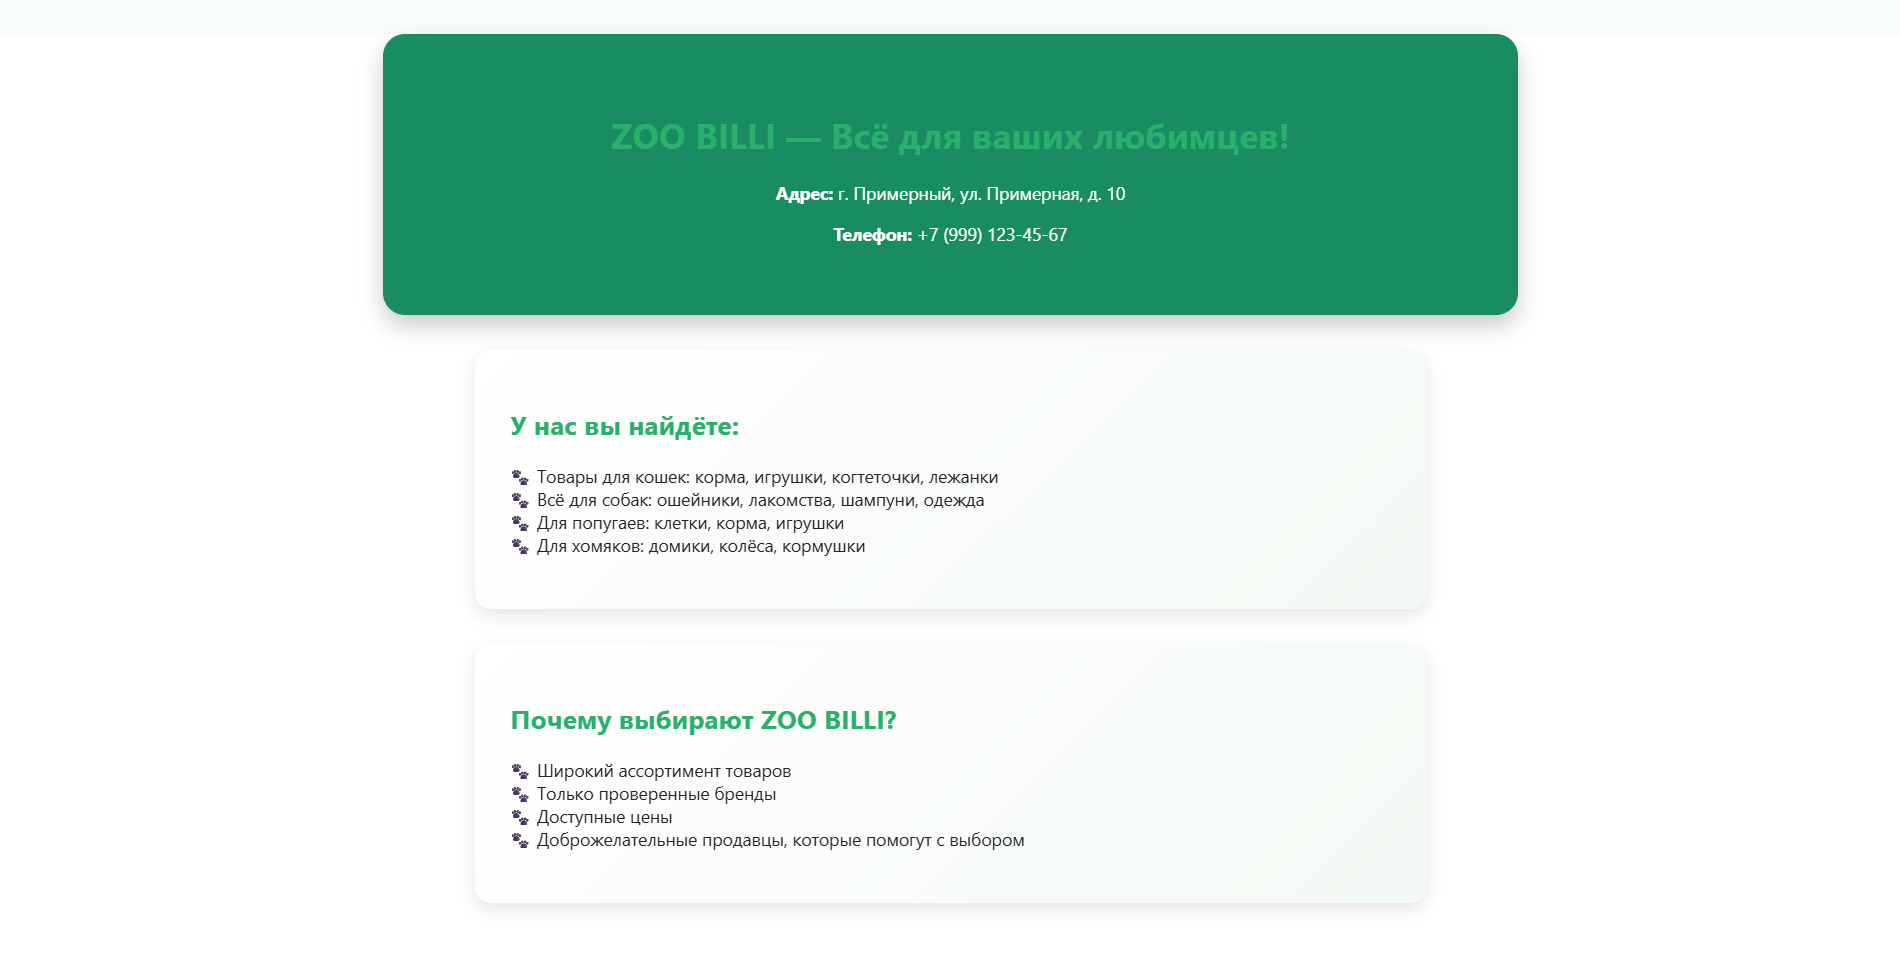 ZOO BILLI — Всё для ваших любимцев!
Адрес: г. Примерный, ул. Примерная, д. 10
Телефон: +7 (999) 123-45-67
У нас вы найдёте:
🐾 Товары для кошек: корма, игрушки, когтеточки, лежанки
🐾 Всё для собак: ошейники, лакомства, шампуни, одежда
🐾 Для попугаев: клетки, корма, игрушки
🐾 Для хомяков: домики, колёса, кормушки
Почему выбирают ZOO BILLI?
🐾 Широкий ассортимент товаров
🐾 Только проверенные бренды
🐾 Доступные цены
🐾 Доброжелательные продавцы, которые помогут с выбором